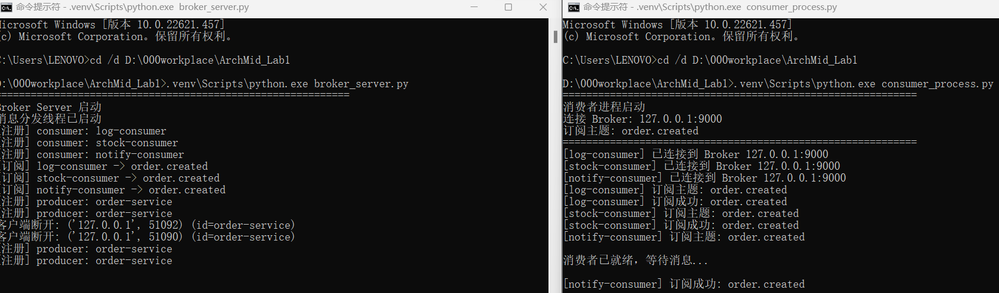 命令提示符 - .venv\Scripts\python.exe broker_server.py
Microsoft Windows [版本 10.0.22621.457]
(c) Microsoft Corporation。保留所有权利。
C:\Users\LENOVO>cd /d D:\000workplace\ArchMid_Lab1
D:\000workplace\ArchMid_Lab1>.venv\Scripts\python.exe broker_server.py
============================================================
Broker Server 启动
消息分发线程已启动
[注册] consumer: log-consumer
[注册] consumer: stock-consumer
[注册] consumer: notify-consumer
[订阅] log-consumer -> order.created
[订阅] stock-consumer -> order.created
[订阅] notify-consumer -> order.created
[注册] producer: order-service
[注册] producer: order-service
客户端断开: ('127.0.0.1', 51092) (id=order-service)
客户端断开: ('127.0.0.1', 51090) (id=order-service)
[注册] producer: order-service
[注册] producer: order-service
命令提示符 - .venv\Scripts\python.exe consumer_process.py
Microsoft Windows [版本 10.0.22621.457]
(c) Microsoft Corporation。保留所有权利。
C:\Users\LENOVO>cd /d D:\000workplace\ArchMid_Lab1
D:\000workplace\ArchMid_Lab1>.venv\Scripts\python.exe consumer_process.py
============================================================
消费者进程启动
连接 Broker: 127.0.0.1:9000
订阅主题: order.created
============================================================
[log-consumer] 已连接到 Broker 127.0.0.1:9000
[stock-consumer] 已连接到 Broker 127.0.0.1:9000
[notify-consumer] 已连接到 Broker 127.0.0.1:9000
[log-consumer] 订阅主题: order.created
[log-consumer] 订阅成功: order.created
[stock-consumer] 订阅主题: order.created
[stock-consumer] 订阅成功: order.created
[notify-consumer] 订阅主题: order.created
消费者已就绪，等待消息...
[notify-consumer] 订阅成功: order.created